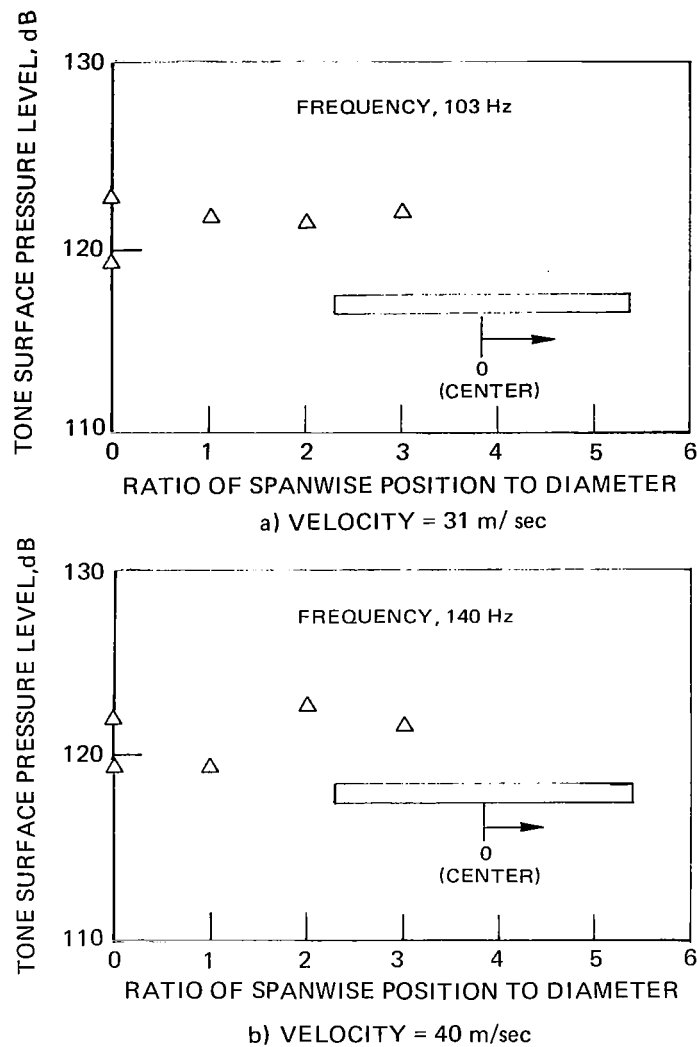 TONE SURFACE PRESSURE LEVEL, dB
130
120
110
FREQUENCY, 103 Hz
0
(CENTER)
0 1 2 3 4 5 6
RATIO OF SPANWISE POSITION TO DIAMETER
a) VELOCITY = 31 m/ sec
TONE SURFACE PRESSURE LEVEL,dB
130
120
110
FREQUENCY, 140 Hz
0
(CENTER)
0 1 2 3 4 5 6
RATIO OF SPANWISE POSITION TO DIAMETER
b) VELOCITY = 40 m/sec